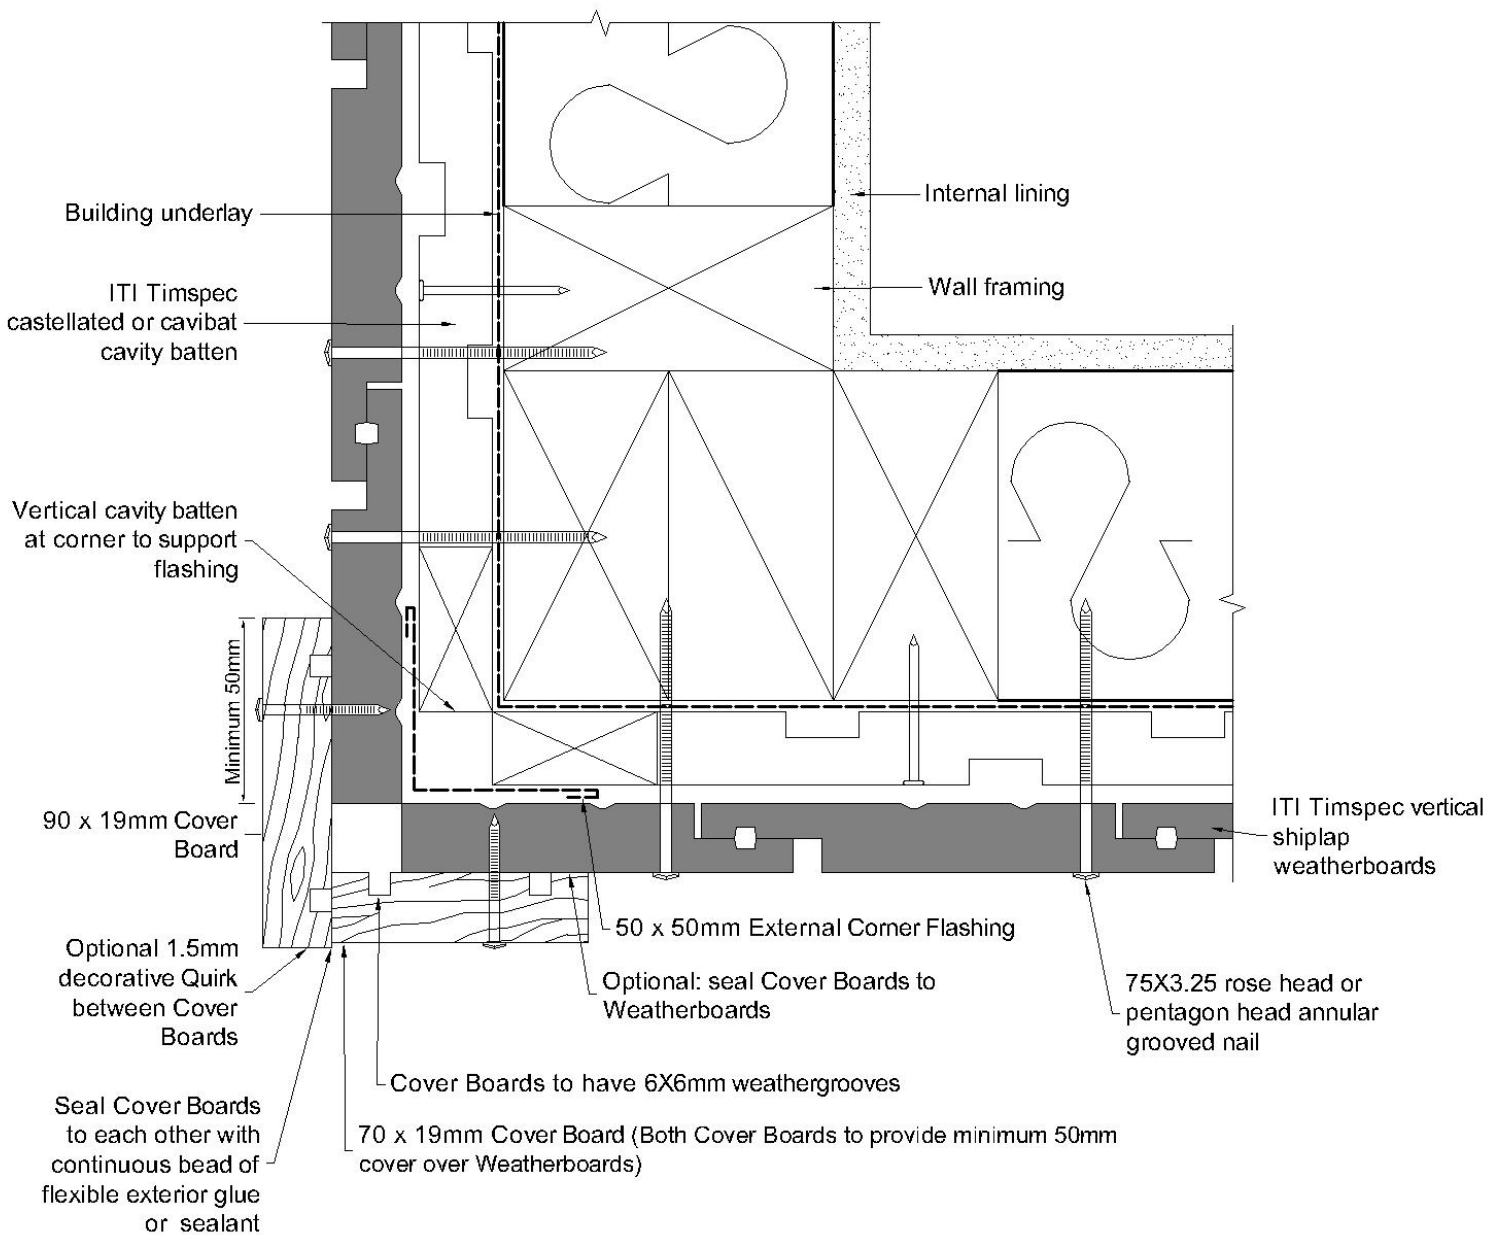 Building underlay
Internal lining
ITI Timspec
castellated or cavibat
cavity batten
Wall framing
Vertical cavity batten
at corner to support
flashing
Minimum 50mm
90 x 19mm Cover
Board
ITI Timspec vertical
shiplap
weatherboards
50 x 50mm External Corner Flashing
Optional 1.5mm
decorative Quirk
between Cover
Boards
Optional: seal Cover Boards to
Weatherboards
75X3.25 rose head or
pentagon head annular
grooved nail
Cover Boards to have 6X6mm weathergrooves
Seal Cover Boards
to each other with
continuous bead of
flexible exterior glue
or sealant
70 x 19mm Cover Board (Both Cover Boards to provide minimum 50mm
cover over Weatherboards)